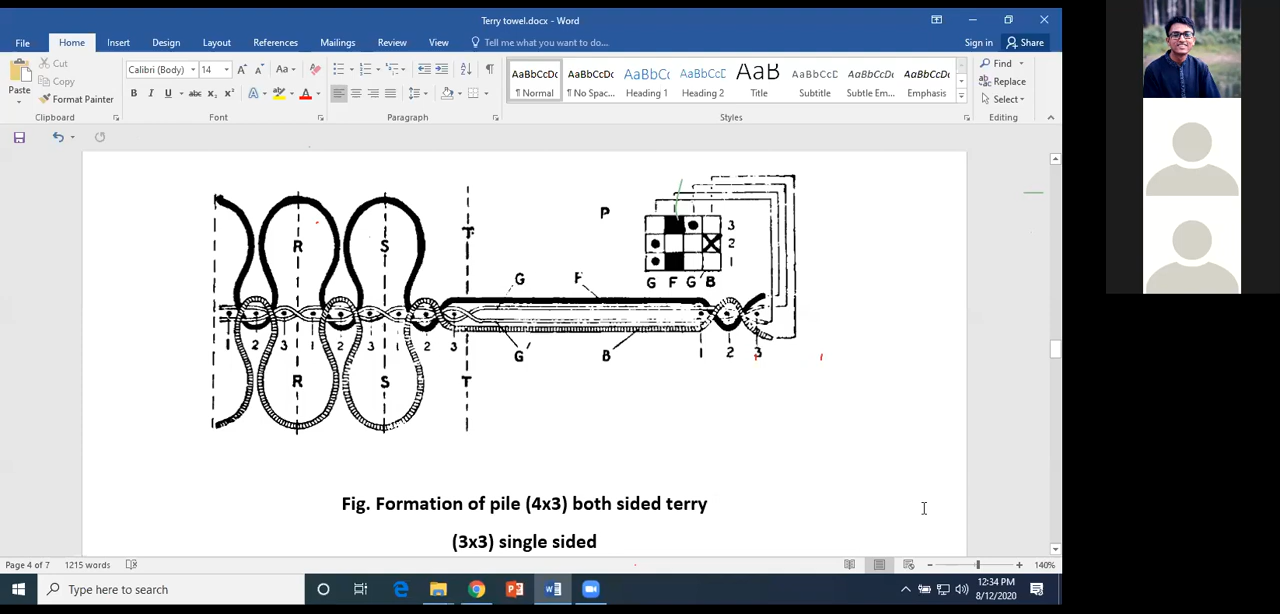 Terry towel.docx - Word
File Home Insert Design Layout References Mailings Review View Tell me what you want to do... Sign in Share
Cut
Copy
Format Painter
Paste
Calibri (Body) 14
AaBbCcDc AaBbCcDc AaBbCc AaBbCcC AaB AaBbCcC AaBbCcDc AaBbCcDc
¶ Normal ¶ No Spac... Heading 1 Heading 2 Title Subtitle Subtle Em... Emphasis
Find
Replace
Select
Clipboard Font Paragraph Styles Editing
P
3
2
1
G F G' B
R S T
G F
1 2 3 1 2 3 1 2 3 1 2 3
G' B
R S T
Fig. Formation of pile (4x3) both sided terry
(3x3) single sided
Page 4 of 7 1215 words 140%
Type here to search
12:34 PM
8/12/2020